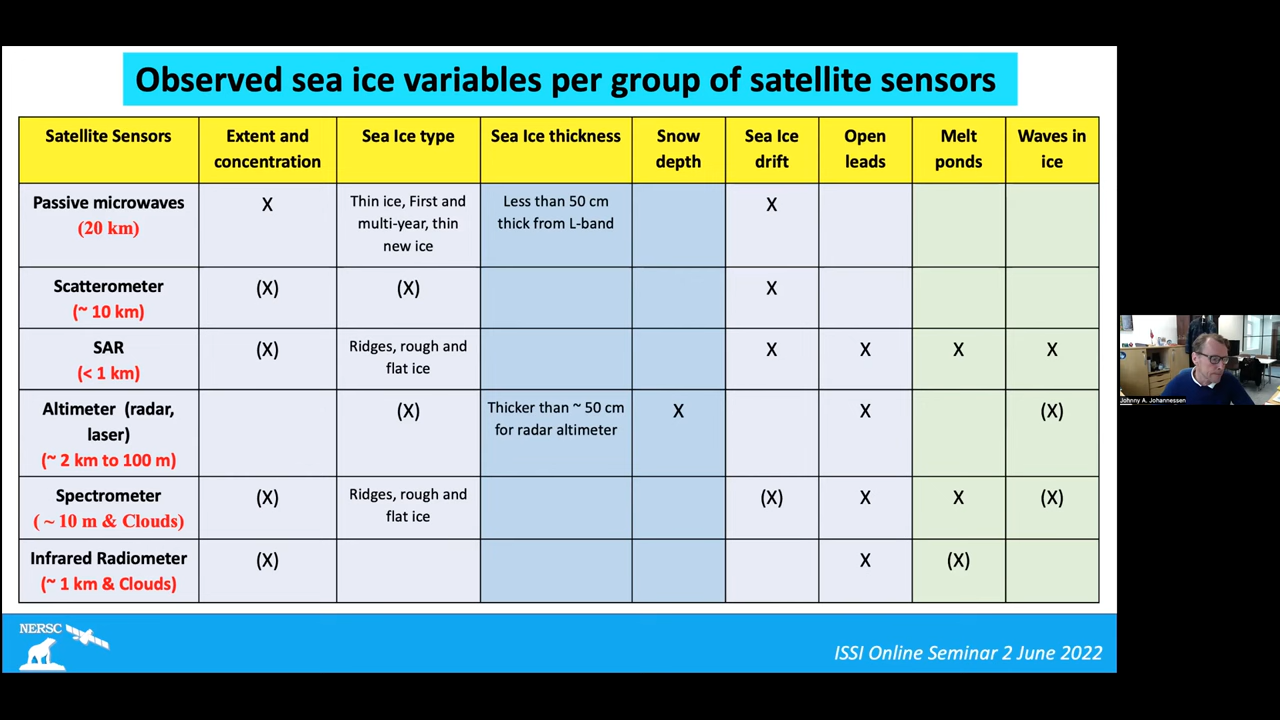 Observed sea ice variables per group of satellite sensors
Satellite Sensors
Extent and
concentration
Sea Ice type
Sea Ice thickness
Snow
depth
Sea Ice
drift
Open
leads
Melt
ponds
Waves in
ice
Passive microwaves
(20 km)
X
Thin ice, First and
multi-year, thin
new ice
Less than 50 cm
thick from L-band
X
Scatterometer
(~ 10 km)
(X)
(X)
X
SAR
(< 1 km)
(X)
Ridges, rough and
flat ice
X
X
X
X
Altimeter (radar,
laser)
(~ 2 km to 100 m)
(X)
Thicker than ~ 50 cm
for radar altimeter
X
X
(X)
Spectrometer
( ~ 10 m & Clouds)
(X)
Ridges, rough and
flat ice
(X)
X
X
(X)
Infrared Radiometer
(~ 1 km & Clouds)
(X)
X
(X)
NERSC
ISSI Online Seminar 2 June 2022
Johnny A. Johannessen